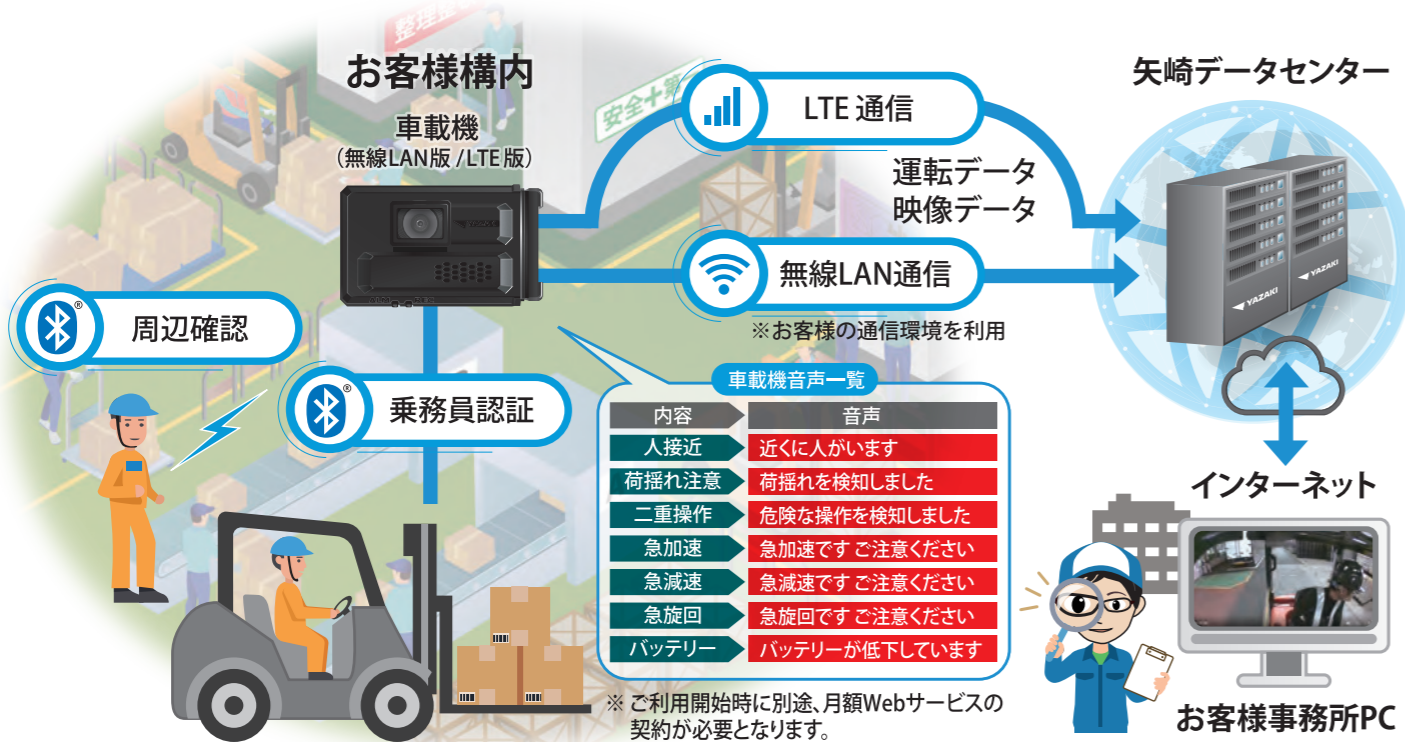 整理整
安全+第一
お客様構内
車載機
（無線LAN版/LTE版）
YAZAKI
LTE 通信
運転データ
映像データ
無線LAN通信
※お客様の通信環境を利用
矢崎データセンター
YAZAKI
YAZAKI
® 周辺確認
® 乗務員認証
車載機音声一覧
内容 音声
人接近 近くに人がいます
荷揺れ注意 荷揺れを検知しました
二重操作 危険な操作を検知しました
急加速 急加速です ご注意ください
急減速 急減速です ご注意ください
急旋回 急旋回です ご注意ください
バッテリー バッテリーが低下しています
※ ご利用開始時に別途、月額Webサービスの
契約が必要となります。
インターネット
お客様事務所PC